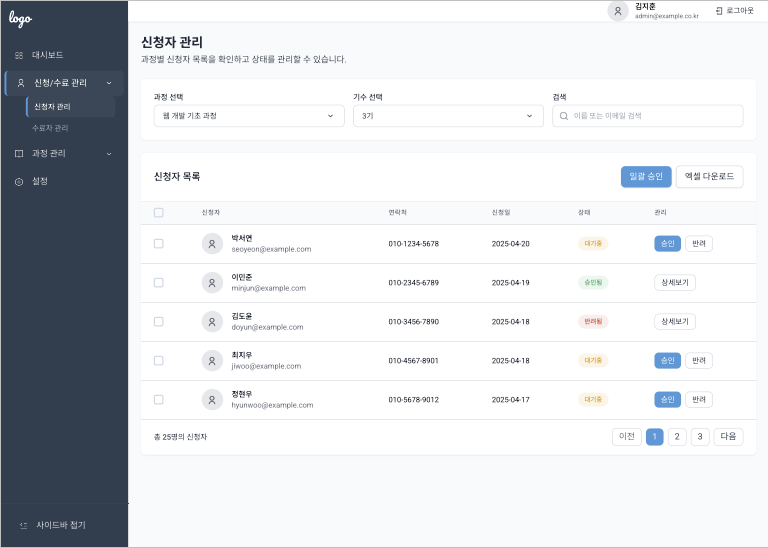 logo
김지훈
admin@example.co.kr
로그아웃
대시보드
신청/수료 관리
신청자 관리
수료자 관리
과정 관리
설정
사이드바 접기
신청자 관리
과정별 신청자 목록을 확인하고 상태를 관리할 수 있습니다.
과정 선택
기수 선택
검색
웹 개발 기초 과정
3기
이름 또는 이메일 검색
신청자 목록
일괄 승인
엑셀 다운로드
신청자 연락처 신청일 상태 관리
박서연
seoyeon@example.com
010-1234-5678 2025-04-20 대기중 승인 반려
이민준
minjun@example.com
010-2345-6789 2025-04-19 승인됨 상세보기
김도윤
doyun@example.com
010-3456-7890 2025-04-18 반려됨 상세보기
최지우
jiwoo@example.com
010-4567-8901 2025-04-18 대기중 승인 반려
정현우
hyunwoo@example.com
010-5678-9012 2025-04-17 대기중 승인 반려
총 25명의 신청자
이전 1 2 3 다음